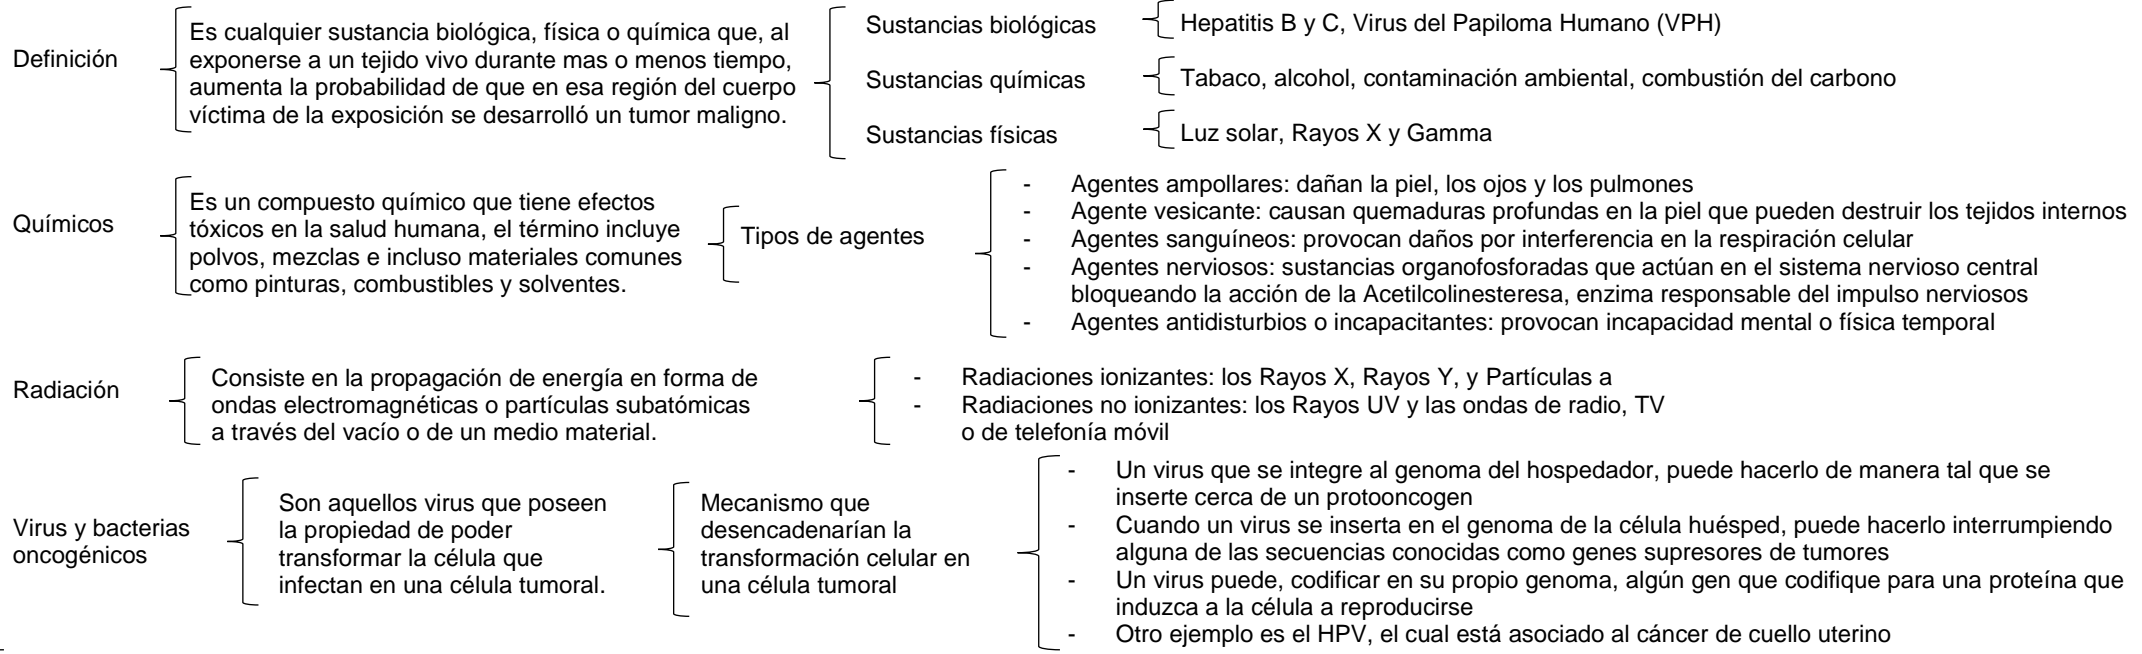 Definición
Es cualquier sustancia biológica, física o química que, al
exponerse a un tejido vivo durante mas o menos tiempo,
aumenta la probabilidad de que en esa región del cuerpo
víctima de la exposición se desarrolló un tumor maligno.
Sustancias biológicas
Hepatitis B y C, Virus del Papiloma Humano (VPH)
Sustancias químicas
Tabaco, alcohol, contaminación ambiental, combustión del carbono
Sustancias físicas
Luz solar, Rayos X y Gamma
Químicos
Es un compuesto químico que tiene efectos
tóxicos en la salud humana, el término incluye
polvos, mezclas e incluso materiales comunes
como pinturas, combustibles y solventes.
Tipos de agentes
- Agentes ampollares: dañan la piel, los ojos y los pulmones
- Agente vesicante: causan quemaduras profundas en la piel que pueden destruir los tejidos internos
- Agentes sanguíneos: provocan daños por interferencia en la respiración celular
- Agentes nerviosos: sustancias organofosforadas que actúan en el sistema nervioso central
bloqueando la acción de la Acetilcolinesteresa, enzima responsable del impulso nerviosos
- Agentes antidisturbios o incapacitantes: provocan incapacidad mental o física temporal
Radiación
Consiste en la propagación de energía en forma de
ondas electromagnéticas o partículas subatómicas
a través del vacío o de un medio material.
- Radiaciones ionizantes: los Rayos X, Rayos Y, y Partículas a
- Radiaciones no ionizantes: los Rayos UV y las ondas de radio, TV
o de telefonía móvil
Virus y bacterias
oncogénicos
Son aquellos virus que poseen
la propiedad de poder
transformar la célula que
infectan en una célula tumoral.
Mecanismo que
desencadenarían la
transformación celular en
una célula tumoral
- Un virus que se integre al genoma del hospedador, puede hacerlo de manera tal que se
inserte cerca de un protooncogen
- Cuando un virus se inserta en el genoma de la célula huésped, puede hacerlo interrumpiendo
alguna de las secuencias conocidas como genes supresores de tumores
- Un virus puede, codificar en su propio genoma, algún gen que codifique para una proteína que
induzca a la célula a reproducirse
- Otro ejemplo es el HPV, el cual está asociado al cáncer de cuello uterino